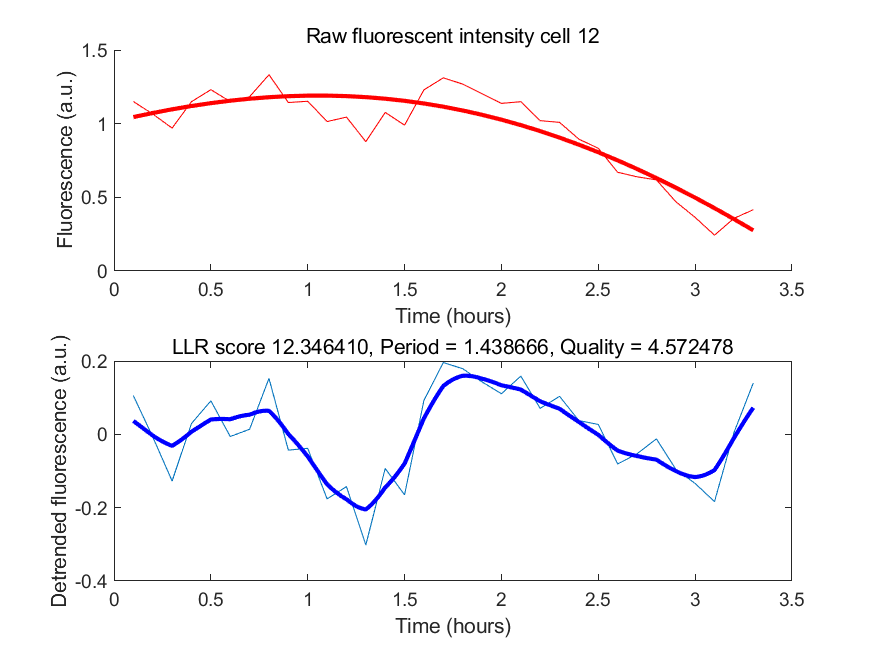 Raw fluorescent intensity cell 12
1.5
1
0.5
0
Fluorescence (a.u.)
0 0.5 1 1.5 2 2.5 3 3.5
Time (hours)
LLR score 12.346410, Period = 1.438666, Quality = 4.572478
0.2
0
-0.2
-0.4
Detrended fluorescence (a.u.)
0 0.5 1 1.5 2 2.5 3 3.5
Time (hours)